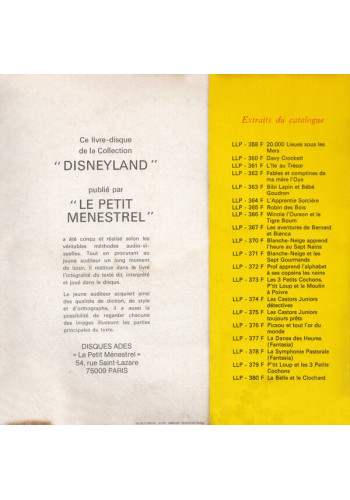 Ce livre-disque
de la Collection
"DISNEYLAND"
publié par
"LE PETIT
MENESTREL"
a été conçu et réalisé selon les
véritables méthodes audio-vi-
suelles. Tout en procurant au
jeune auditeur un long moment
de loisir, il restitue dans le livre
l'intégralité du texte dit, interprété
et joué dans le disque.
Le jeune auditeur acquiert ainsi
des qualités de diction, de style
et d'orthographe, il a aussi la
possibilité de regarder chacune
des images illustrant les parties
principales du texte.
DISQUES ADES
« Le Petit Ménestrel »
54, rue Saint-Lazare
75009 PARIS
Extraits du catalogue
LLP - 358 F 20.000 Lieues sous les
Mers
LLP - 360 F Davy Crockett
LLP - 361 F L'Ile au Trésor
LLP - 362 F Fables et comptines de
ma mère l'Oye
LLP - 363 F Bibi Lapin et Bébé
Goudron
LLP - 364 F L'Apprentie Sorcière
LLP - 365 F Robin des Bois
LLP - 366 F Winnie l'Ourson et le
Tigre Boum
LLP - 367 F Les aventures de Bernard
et Bianca
LLP - 370 F Blanche-Neige apprend
l'heure au Sept Nains
LLP - 371 F Blanche-Neige et les
Sept Gourmands
LLP - 372 F Prof apprend l'alphabet
à ses copains les nains
LLP - 373 F Les 3 Petits Cochons,
P'tit Loup et le Moulin
à Poivre
LLP - 374 F Les Castors Juniors
détectives
LLP - 375 F Les Castors Juniors
toujours prêts
LLP - 376 F Picsou et tout l'or du
monde
LLP - 377 F La Danse des Heures
(Fantasia)
LLP - 378 F La Symphonie Pastorale
(Fantasia)
LLP - 379 F P'tit Loup et les 3 Petits
Cochons
LLP - 380 F La Belle et le Clochard